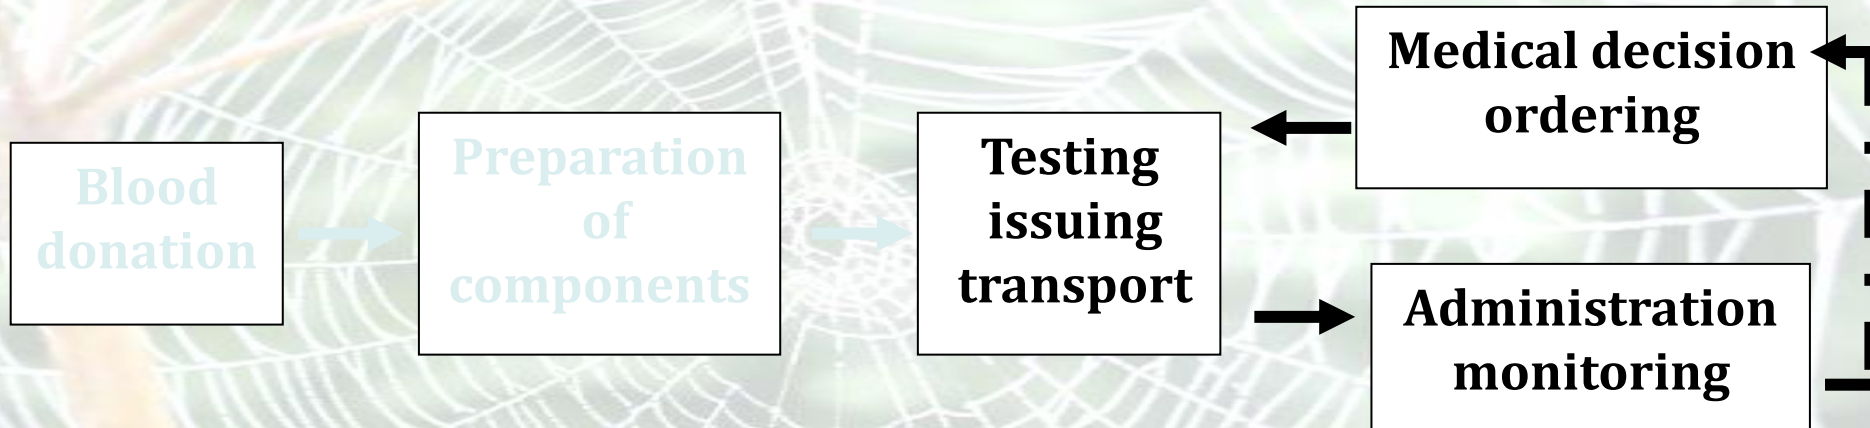 Blood
donation
Preparation
of
components
Testing
issuing
transport
Medical decision
ordering
Administration
monitoring